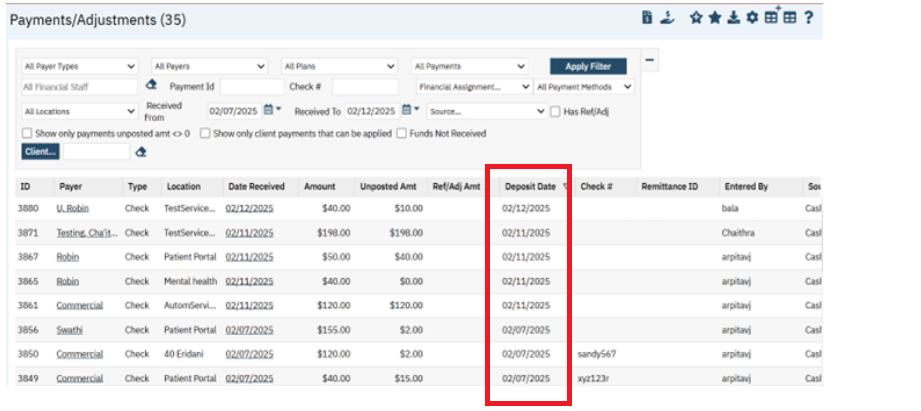 Payments/Adjustments (35)
All Payer Types All Payers All Plans All Payments Apply Filter
All Financial Staff Payment Id Check # Financial Assignment... All Payment Methods
All Locations Received From 02/07/2025 Received To 02/12/2025 Source... Has Ref/Adj
Show only payments unposted amt <> 0 Show only client payments that can be applied Funds Not Received
Client...
ID Payer Type Location Date Received Amount Unposted Amt Ref/Adj Amt Deposit Date Check # Remittance ID Entered By Sou
3880 U, Robin Check TestService... 02/12/2025 $40.00 $10.00 02/12/2025 bala Cas
3871 Testing, Cha'it... Check TestService... 02/11/2025 $198.00 $198.00 02/11/2025 Chaithra Cas
3867 Robin Check Patient Portal 02/11/2025 $50.00 $40.00 02/11/2025 arpitavj Cas
3865 Robin Check Mental health 02/11/2025 $40.00 $0.00 02/11/2025 arpitavj Cas
3861 Commercial Check AutomServi... 02/11/2025 $120.00 $120.00 02/11/2025 arpitavj Cas
3856 Swathi Check Patient Portal 02/07/2025 $155.00 $2.00 02/07/2025 arpitavj Cas
3850 Commercial Check 40 Eridani 02/07/2025 $120.00 $2.00 02/07/2025 sandy567 arpitavj Cas
3849 Commercial Check Patient Portal 02/07/2025 $40.00 $15.00 02/07/2025 xyz123r arpitavj Cas